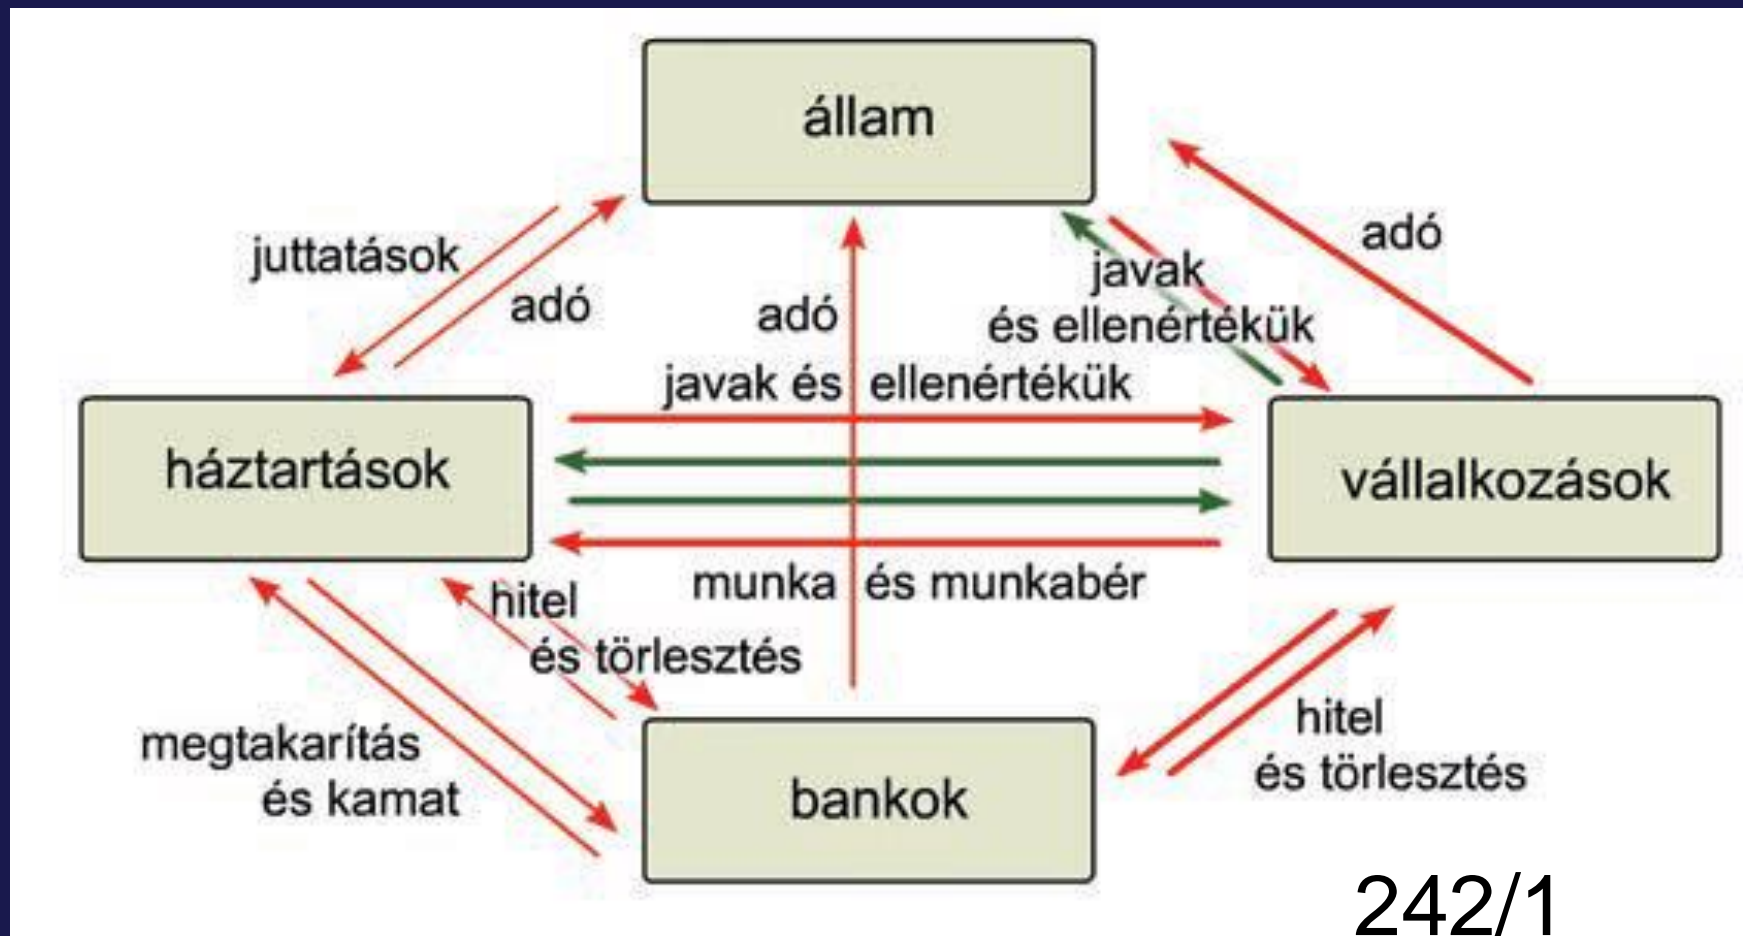 állam
juttatások
adó
adó
javak
és ellenértékük
adó
javak és ellenértékük
háztartások
vállalkozások
munka és munkabér
hitel
és törlesztés
megtakarítás
és kamat
bankok
hitel
és törlesztés
242/1